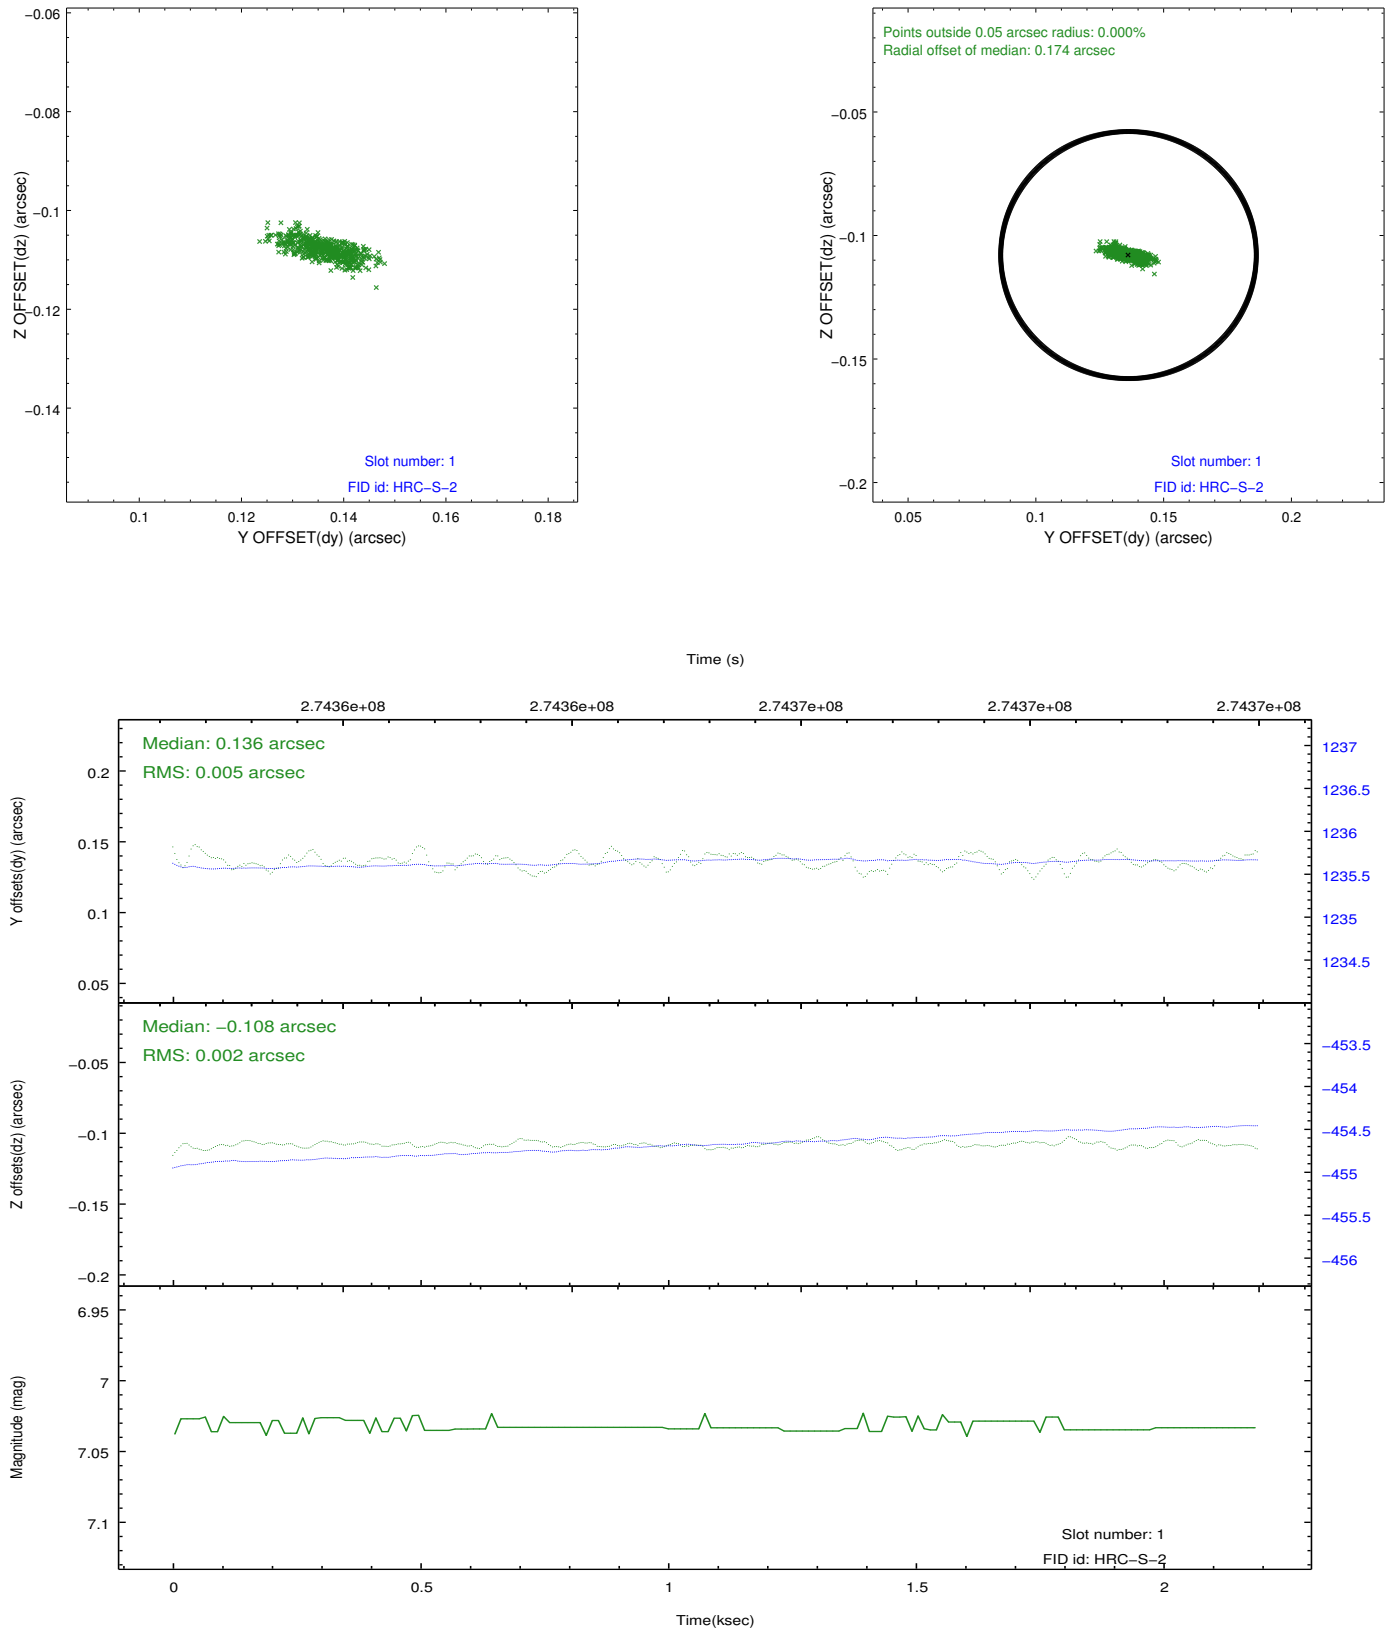 −0.06
−0.08
−0.1
−0.12
−0.14
Z OFFSET(dz) (arcsec)
Slot number: 1
FID id: HRC−S−2
0.1 0.12 0.14 0.16 0.18
Y OFFSET(dy) (arcsec)
Points outside 0.05 arcsec radius: 0.000%
Radial offset of median: 0.174 arcsec
−0.05
−0.1
−0.15
−0.2
Z OFFSET(dz) (arcsec)
Slot number: 1
FID id: HRC−S−2
0.05 0.1 0.15 0.2
Y OFFSET(dy) (arcsec)
Time (s)
2.7436e+08 2.7436e+08 2.7437e+08 2.7437e+08 2.7437e+08
Median: 0.136 arcsec
RMS: 0.005 arcsec
Y offsets(dy) (arcsec)
0.2
0.15
0.1
0.05
1237
1236.5
1236
1235.5
1235
1234.5
Median: −0.108 arcsec
RMS: 0.002 arcsec
Z offsets(dz) (arcsec)
−0.05
−0.1
−0.15
−0.2
−453.5
−454
−454.5
−455
−455.5
−456
Magnitude (mag)
6.95
7
7.05
7.1
Slot number: 1
FID id: HRC−S−2
0 0.5 1 1.5 2
Time(ksec)